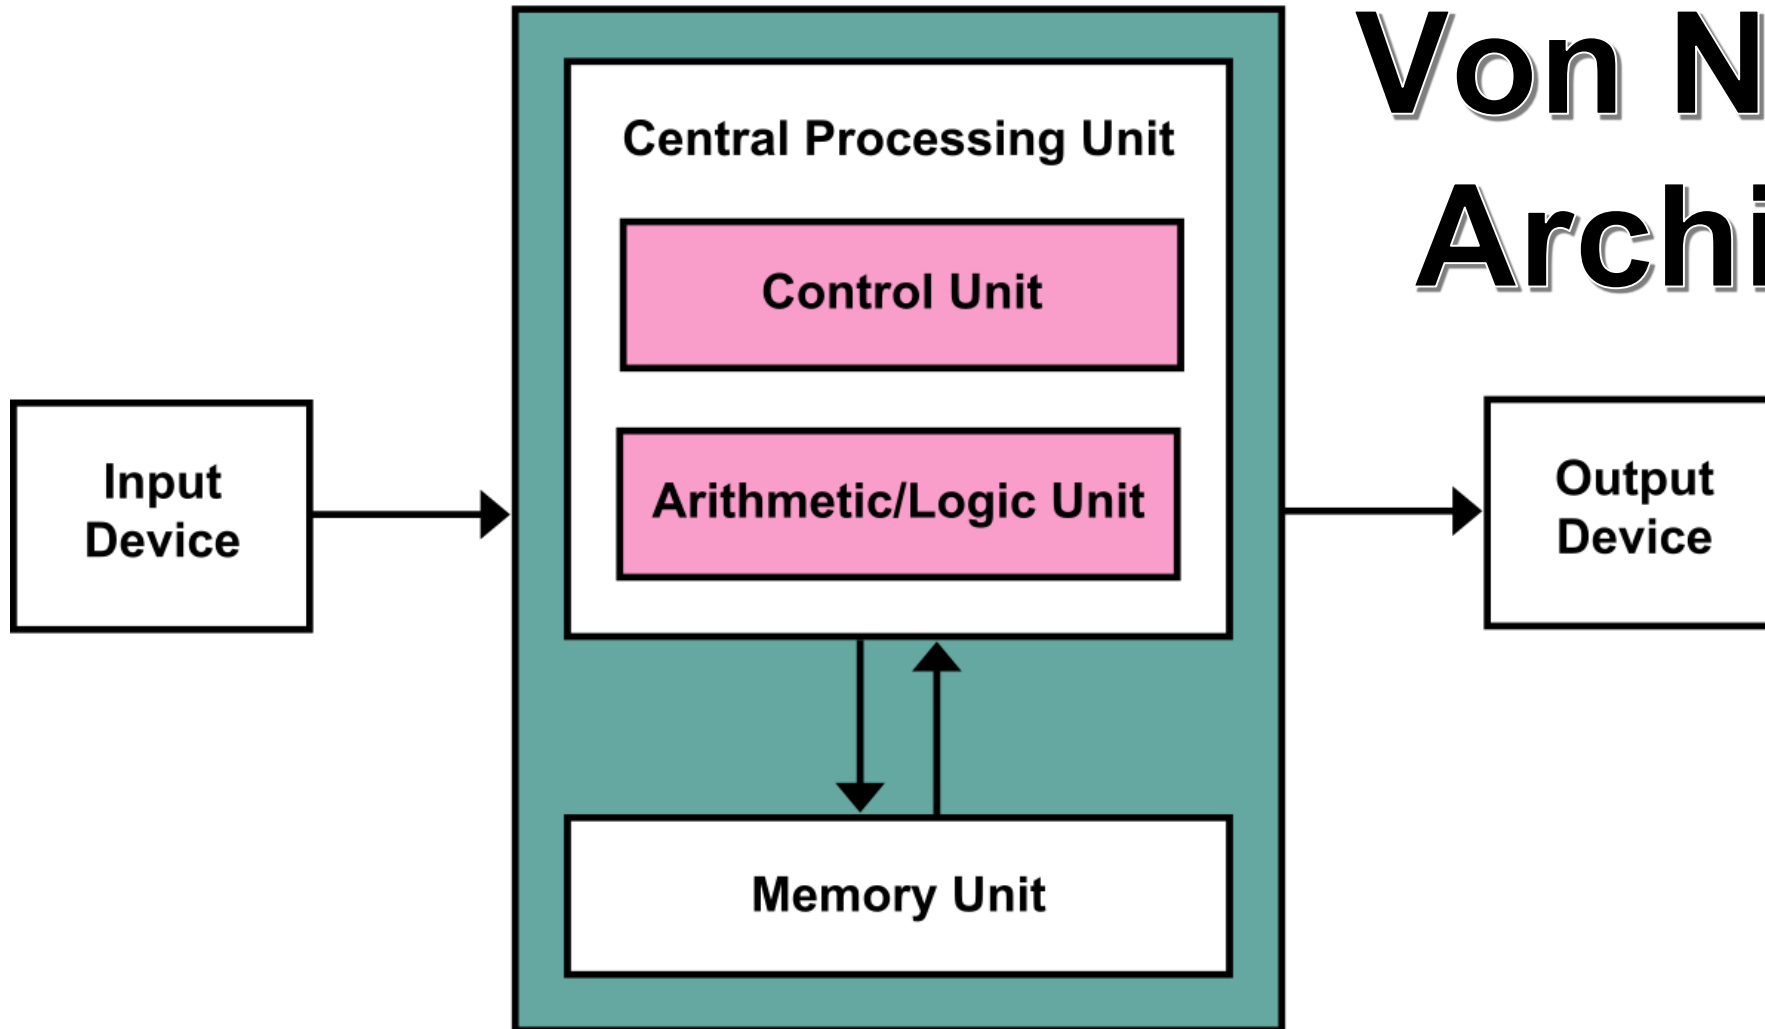 Von N
Archi
Central Processing Unit
Control Unit
Arithmetic/Logic Unit
Input
Device
Output
Device
Memory Unit